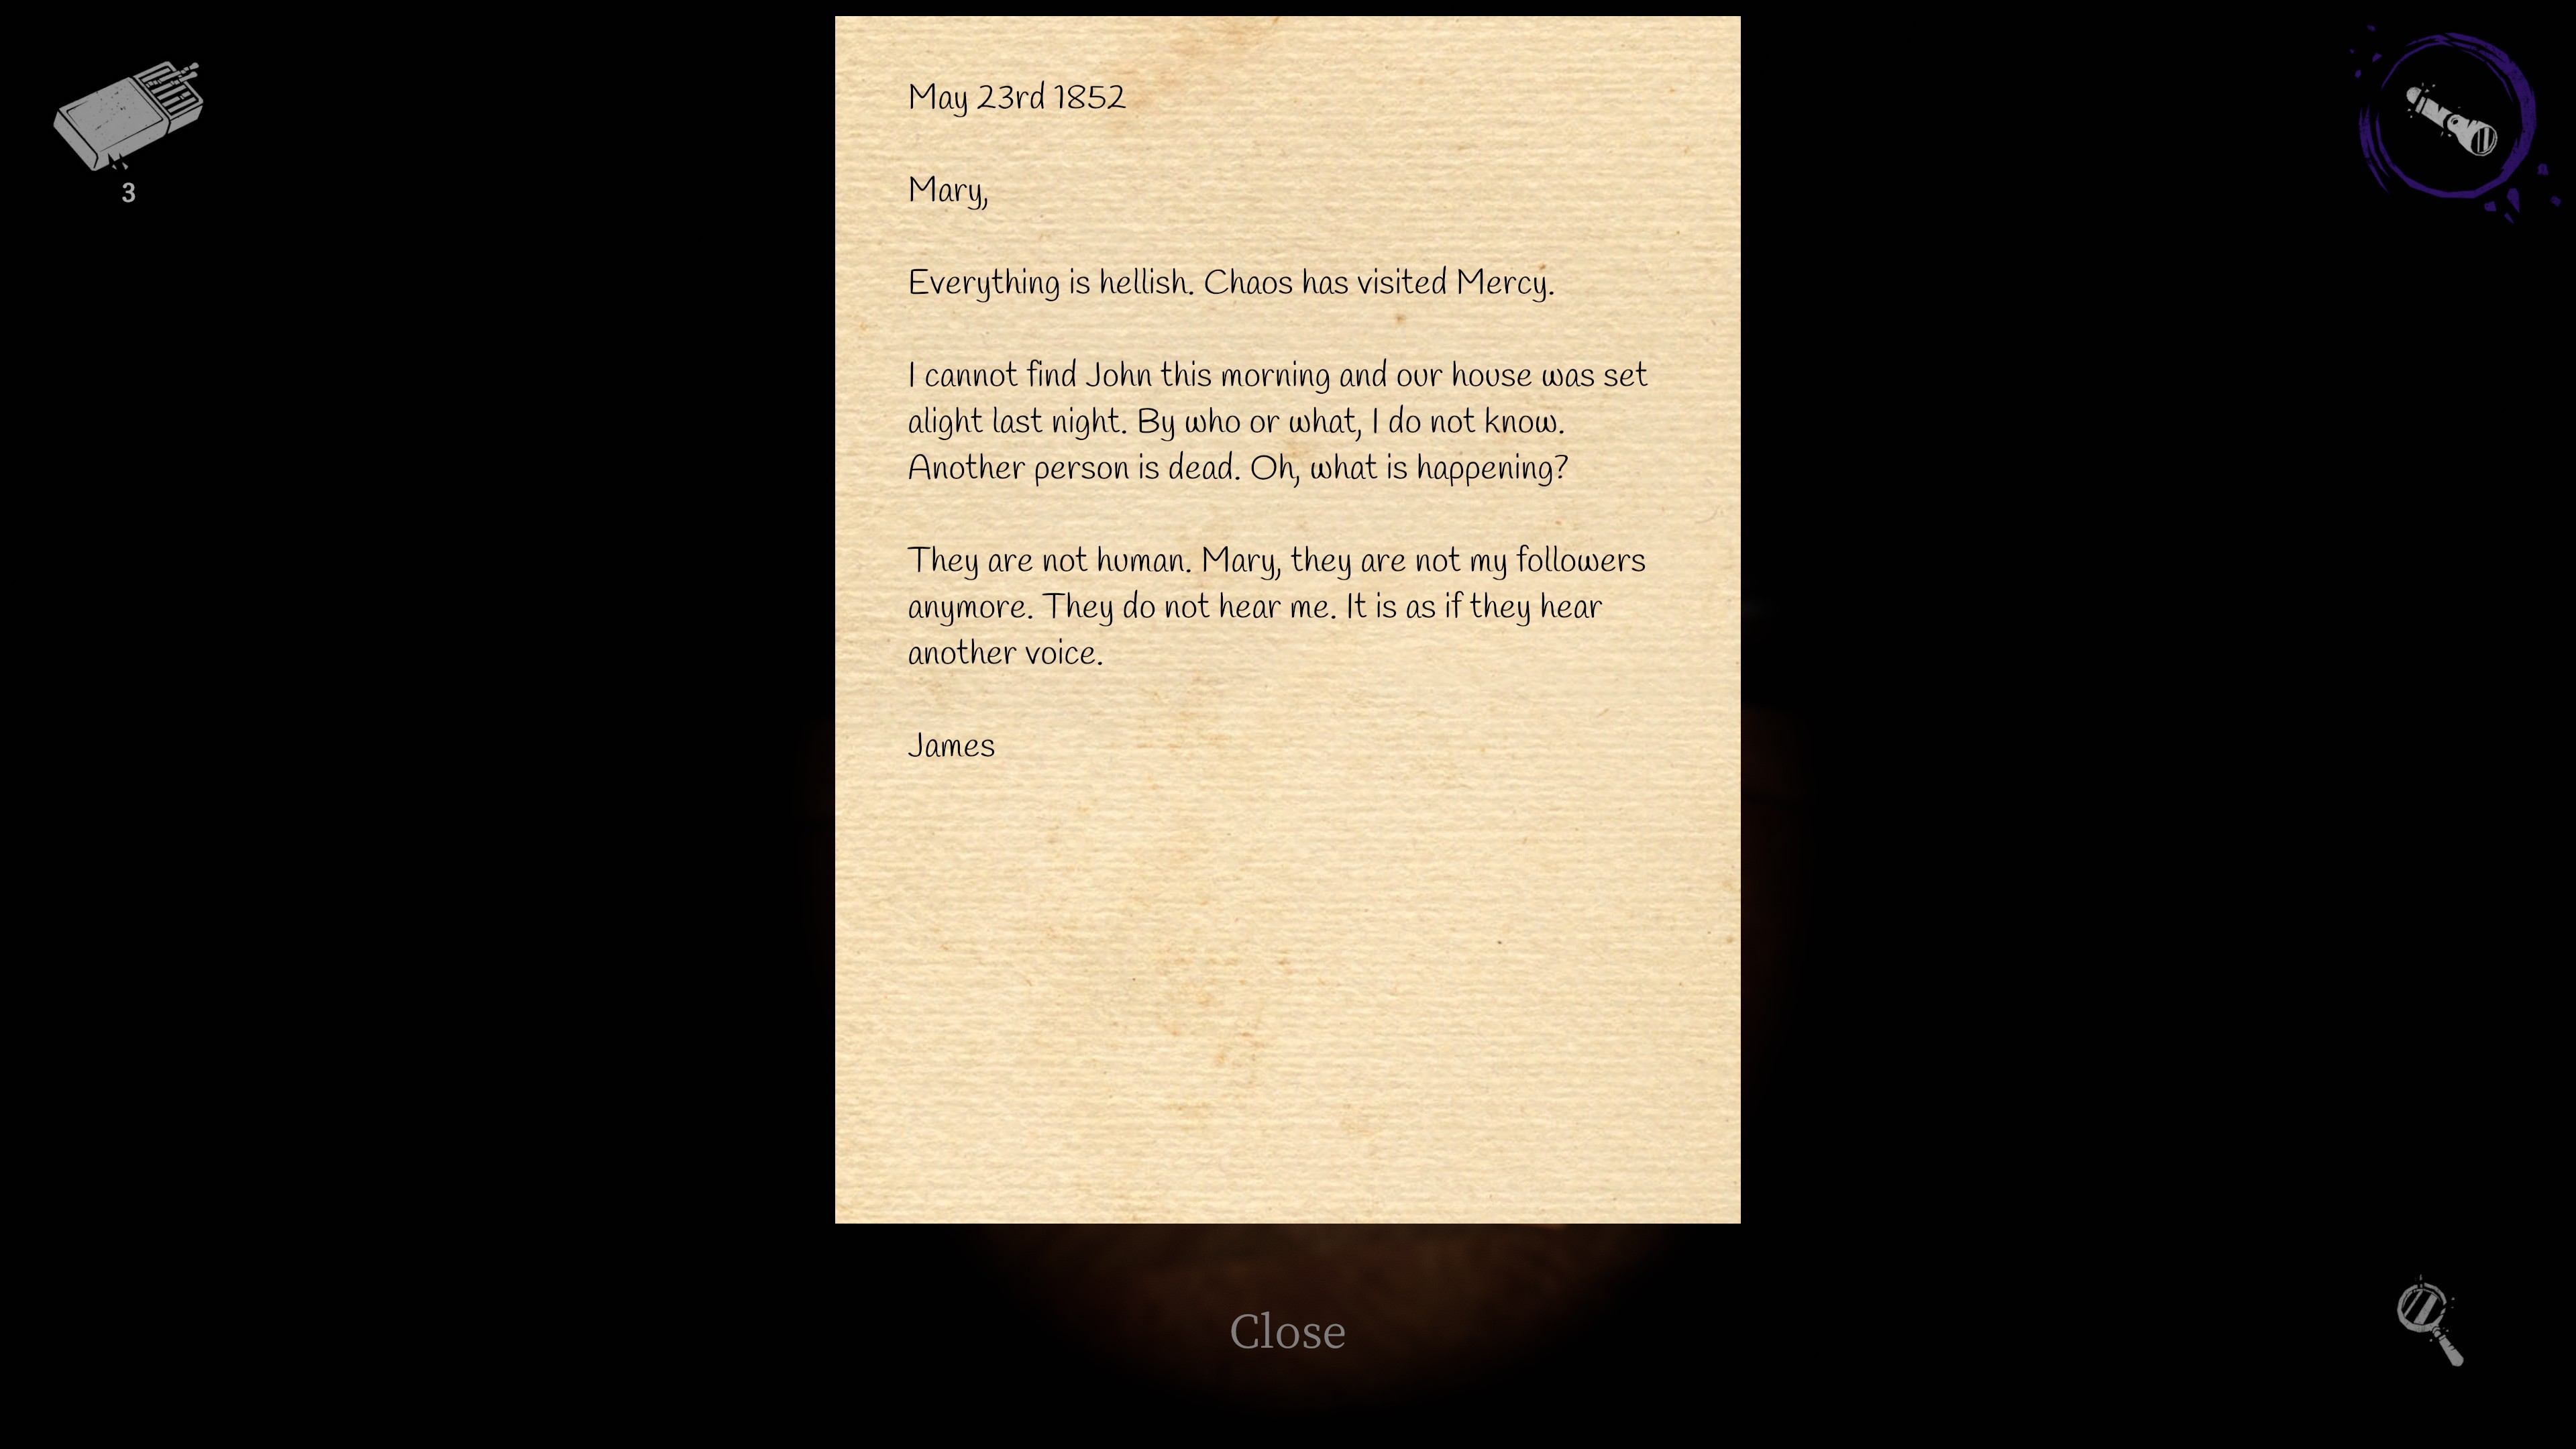 May 23rd 1852
Mary,
Everything is hellish. Chaos has visited Mercy.
I cannot find John this morning and our house was set
alight last night. By who or what, I do not know.
Another person is dead. Oh, what is happening?
They are not human. Mary, they are not my followers
anymore. They do not hear me. It is as if they hear
another voice.
James
3
Close